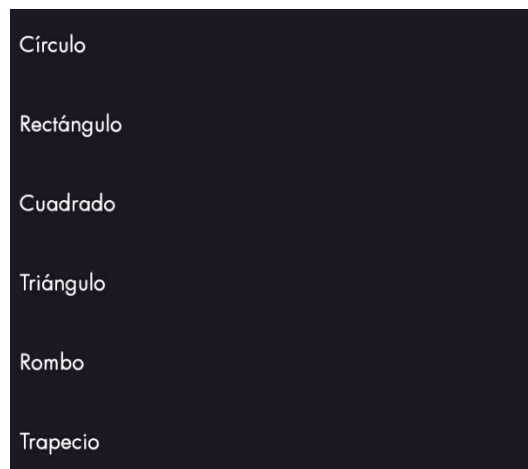 Círculo
Rectángulo
Cuadrado
Triángulo
Rombo
Trapecio